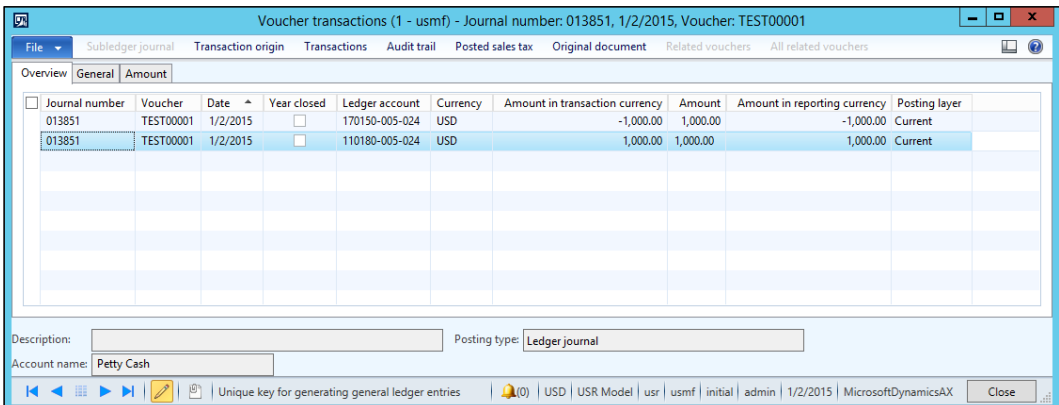 Voucher transactions (1 - usmf) - Journal number: 013851, 1/2/2015, Voucher: TEST00001
File Subledger journal Transaction origin Transactions Audit trail Posted sales tax Original document Related vouchers All related vouchers
Overview General Amount
Journal number Voucher Date Year closed Ledger account Currency Amount in transaction currency Amount Amount in reporting currency Posting layer
013851 TEST00001 1/2/2015 170150-005-024 USD -1,000.00 1,000.00 -1,000.00 Current
013851 TEST00001 1/2/2015 110180-005-024 USD 1,000.00 1,000.00 1,000.00 Current
Description: Posting type: Ledger journal
Account name: Petty Cash
Unique key for generating general ledger entries (0) USD USR Model usr usmf initial admin 1/2/2015 MicrosoftDynamicsAX Close